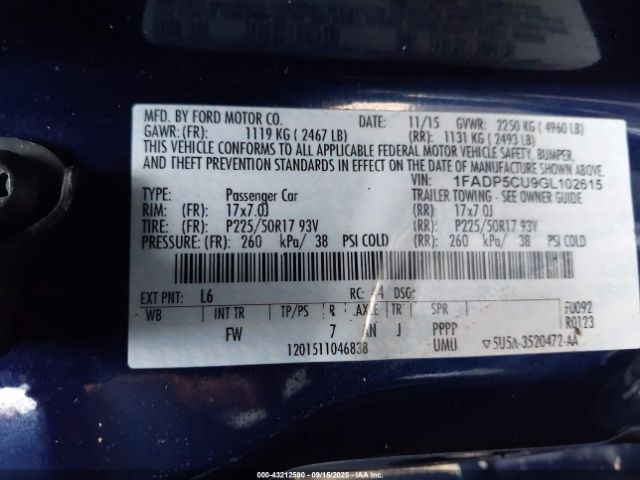 MFD. BY FORD MOTOR CO. DATE: 11/15 GVWR: 2250 KG ( 4960 LB)
GAWR: (FR): 1119 KG ( 2467 LB) (RR): 1131 KG ( 2493 LB)
THIS VEHICLE CONFORMS TO ALL APPLICABLE FEDERAL MOTOR VEHICLE SAFETY, BUMPER,
AND THEFT PREVENTION STANDARDS IN EFFECT ON THE DATE OF MANUFACTURE SHOWN ABOVE.
VIN: 1FADP5CU9GL102615
TYPE: Passenger Car TRAILER TOWING - SEE OWNER GUIDE
RIM: (FR): 17x7.0J (RR): 17x7.0J
TIRE: (FR): P225/50R17 93V (RR): P225/50R17 93V
PRESSURE: (FR): 260 kPa/ 38 PSI COLD (RR): 260 kPa/ 38 PSI COLD
EXT PNT: L6 RC: DSG: F0092
WB INT TR TP/PS R AXLE TR SPR R0123
FW 7 AN J PPPP
1201511046838 UMU ▽5U5A-3520472-AA
000-43212590 - 09/15/2025 - IAAI.COM